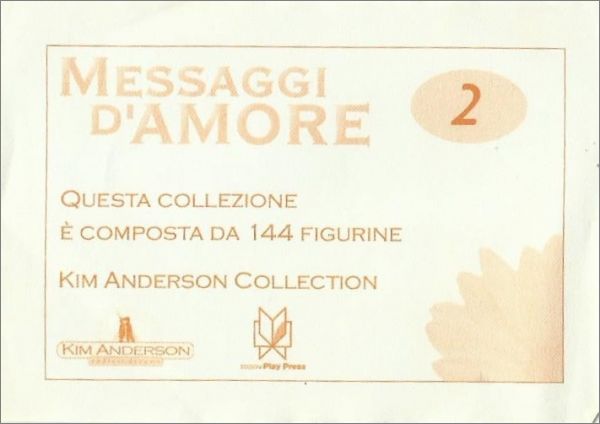 MESSAGGI
D'AMORE
2
QUESTA COLLEZIONE
È COMPOSTA DA 144 FIGURINE
KIM ANDERSON COLLECTION
KIM ANDERSON
Play Press